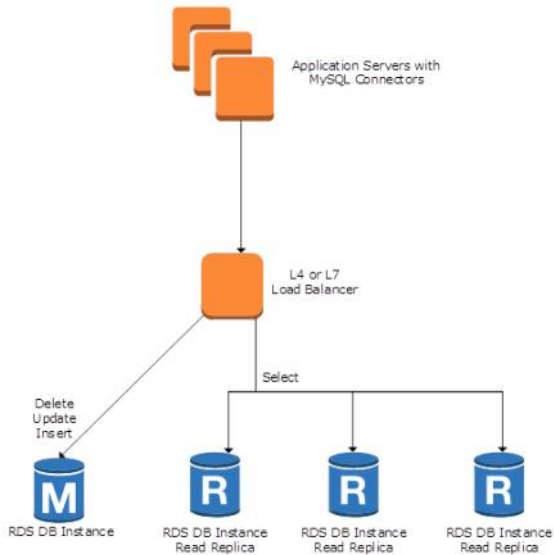 Application Servers with
MySQL Connectors
L4 or L7
Load Balancer
Select
Delete
Update
Insert
M
R
R
R
RDS DB Instance
RDS DB Instance
Read Replica
RDS DB Instance
Read Replica
RDS DB Instance
Read Replica